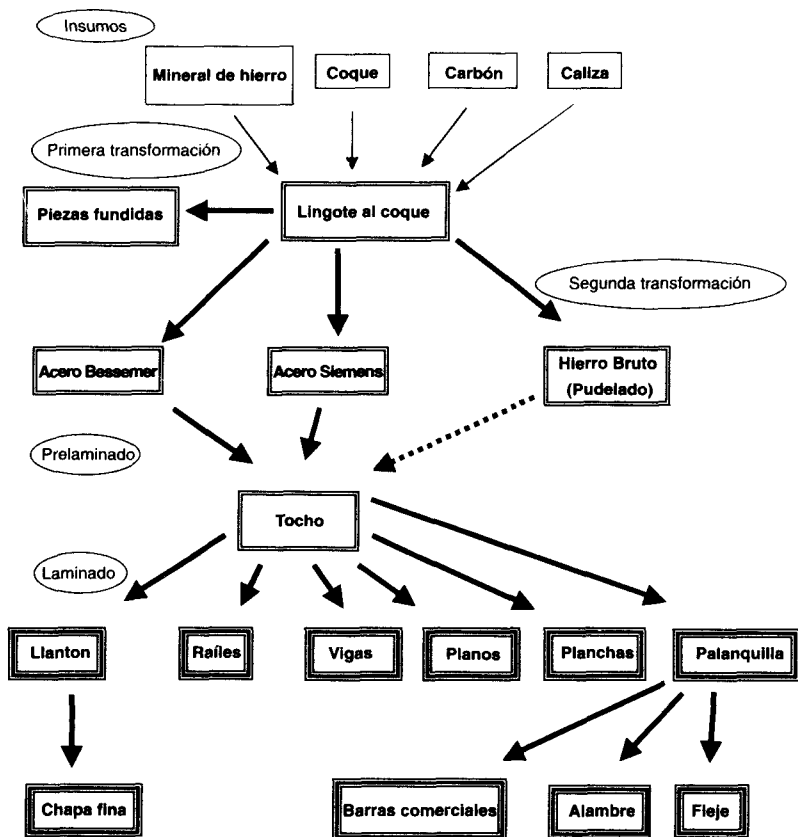 Insumos
Mineral de hierro
Coque
Carbón
Caliza
Primera transformación
Piezas fundidas
Lingote al coque
Segunda transformación
Acero Bessemer
Acero Siemens
Hierro Bruto
(Pudelado)
Prelaminado
Tocho
Laminado
Llanton
Raíles
Vigas
Planos
Planchas
Palanquilla
Chapa fina
Barras comerciales
Alambre
Fleje